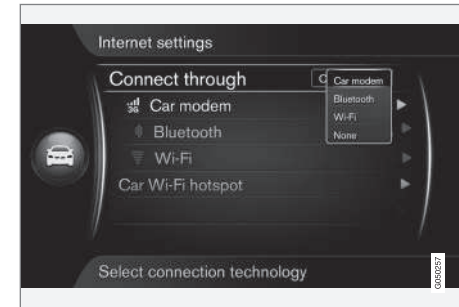 Internet settings
Connect through
C
Car modem
Bluetooth
Wi-Fi
None
3G Car modem
Bluetooth
Wi-Fi
Car Wi-Fi hotspot
Select connection technology
G050257